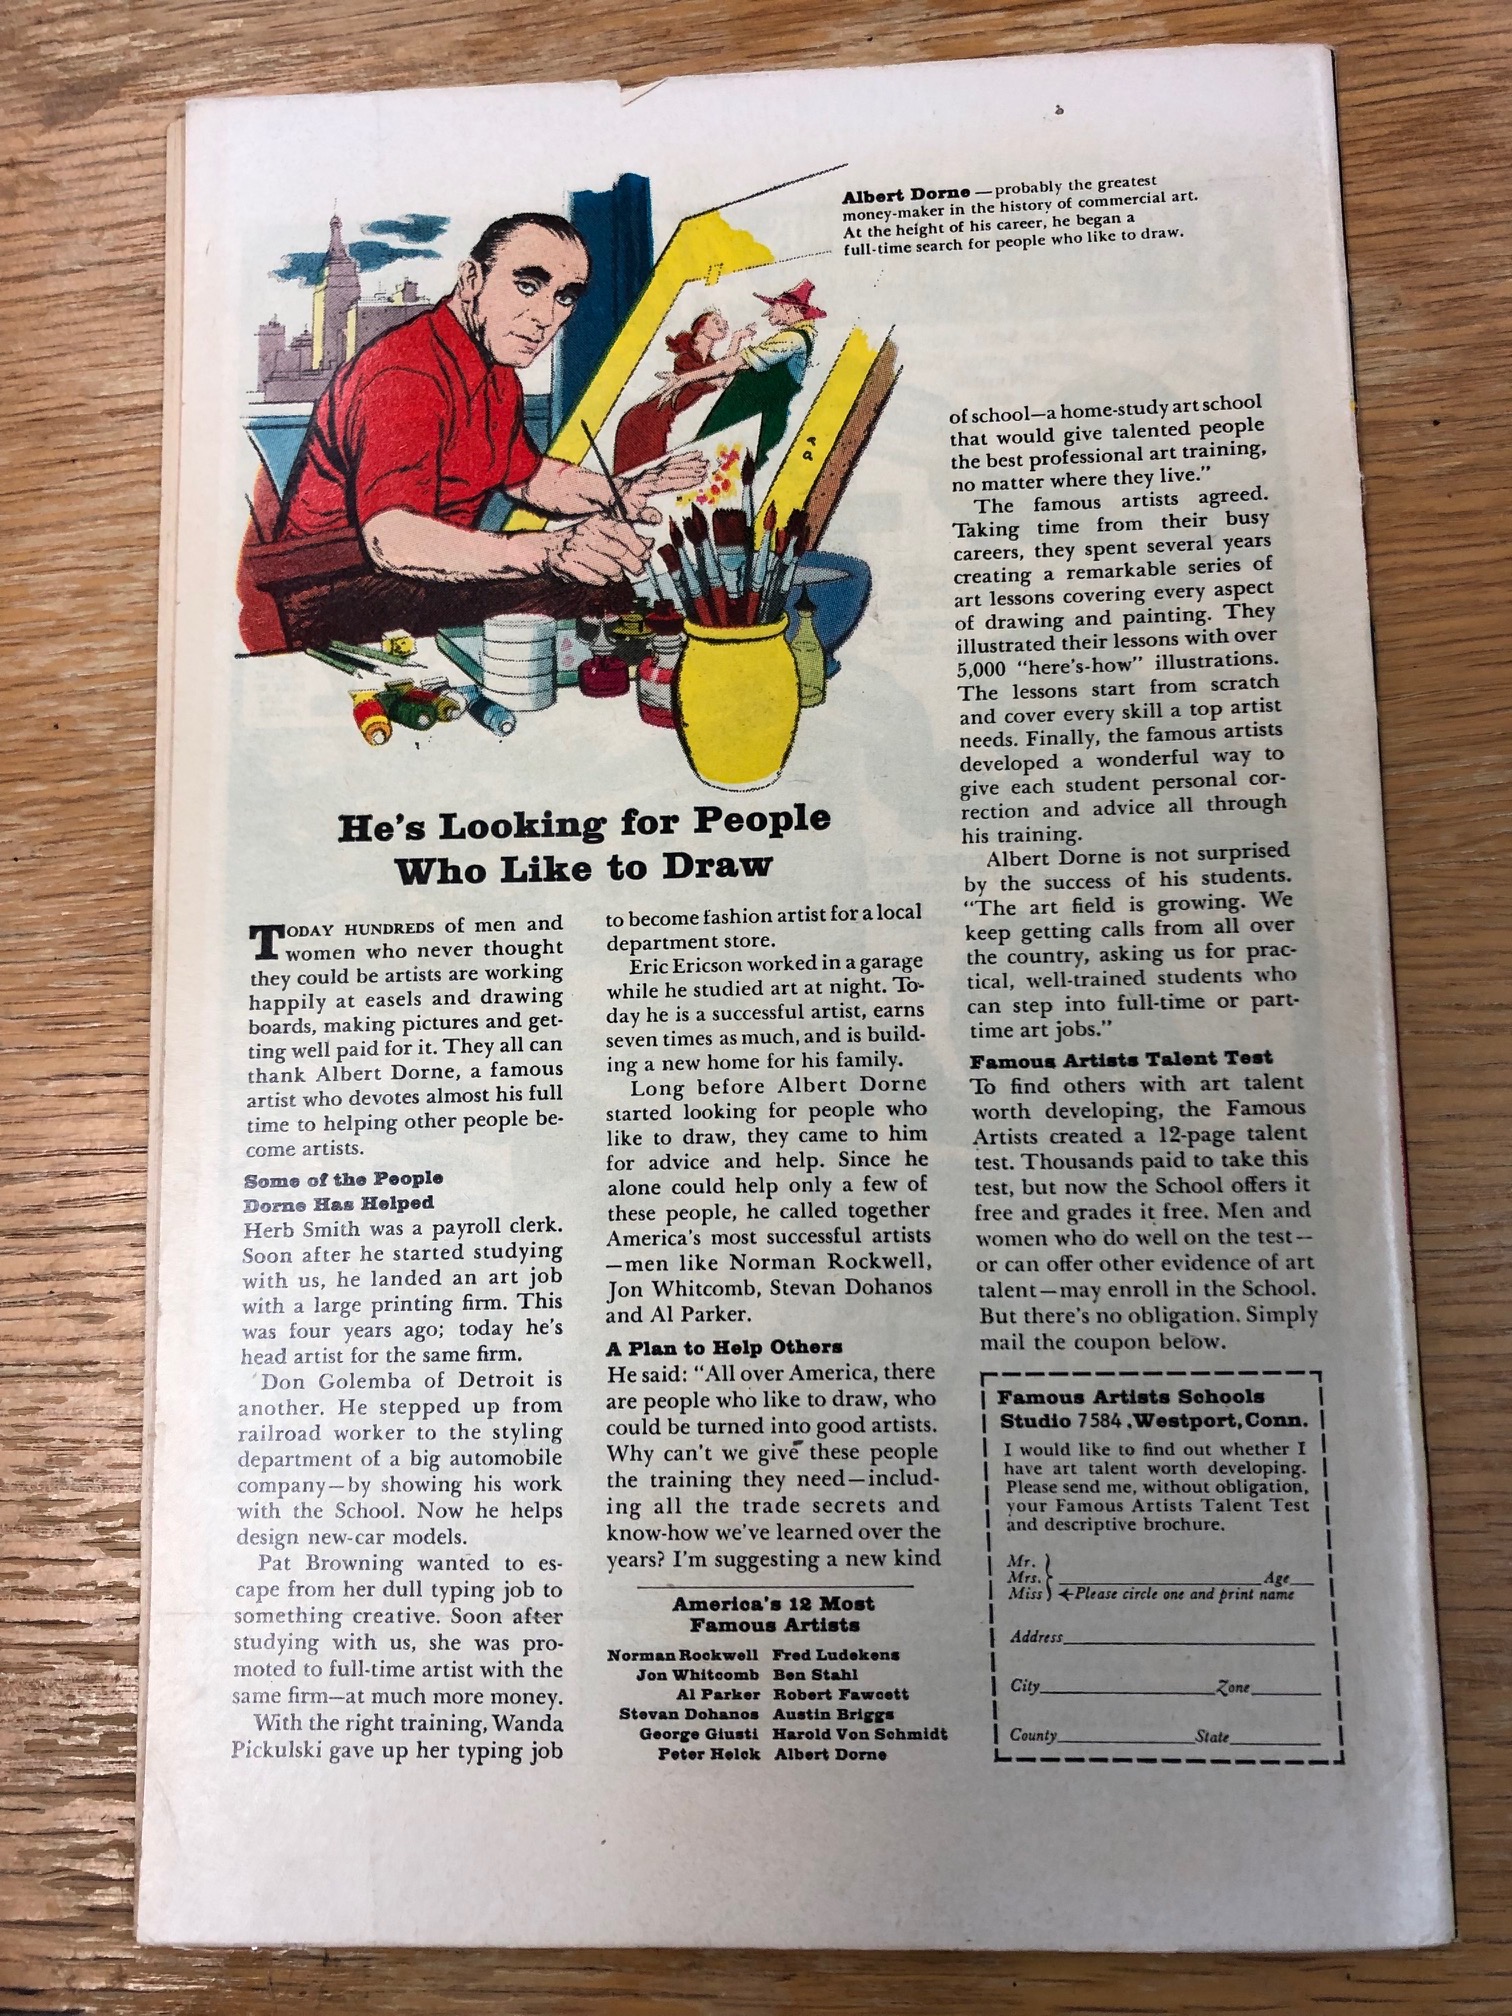 Albert Dorne — probably the greatest
money-maker in the history of commercial art.
At the height of his career, he began a
full-time search for people who like to draw.
He's Looking for People
Who Like to Draw
TODAY HUNDREDS of men and
women who never thought
they could be artists are working
happily at easels and drawing
boards, making pictures and get-
ting well paid for it. They all can
thank Albert Dorne, a famous
artist who devotes almost his full
time to helping other people be-
come artists.
Some of the People
Dorne Has Helped
Herb Smith was a payroll clerk.
Soon after he started studying
with us, he landed an art job
with a large printing firm. This
was four years ago; today he's
head artist for the same firm.
Don Golemba of Detroit is
another. He stepped up from
railroad worker to the styling
department of a big automobile
company—by showing his work
with the School. Now he helps
design new-car models.
Pat Browning wanted to es-
cape from her dull typing job to
something creative. Soon after
studying with us, she was pro-
moted to full-time artist with the
same firm—at much more money.
With the right training, Wanda
Pickulski gave up her typing job
to become fashion artist for a local
department store.
Eric Ericson worked in a garage
while he studied art at night. To-
day he is a successful artist, earns
seven times as much, and is build-
ing a new home for his family.
Long before Albert Dorne
started looking for people who
like to draw, they came to him
for advice and help. Since he
alone could help only a few of
these people, he called together
America's most successful artists
—men like Norman Rockwell,
Jon Whitcomb, Stevan Dohanos
and Al Parker.
A Plan to Help Others
He said: "All over America, there
are people who like to draw, who
could be turned into good artists.
Why can't we give these people
the training they need—includ-
ing all the trade secrets and
know-how we've learned over the
years? I'm suggesting a new kind
of school—a home-study art school
that would give talented people
the best professional art training,
no matter where they live."
The famous artists agreed.
Taking time from their busy
careers, they spent several years
creating a remarkable series of
art lessons covering every aspect
of drawing and painting. They
illustrated their lessons with over
5,000 "here's-how" illustrations.
The lessons start from scratch
and cover every skill a top artist
needs. Finally, the famous artists
developed a wonderful way to
give each student personal cor-
rection and advice all through
his training.
Albert Dorne is not surprised
by the success of his students.
"The art field is growing. We
keep getting calls from all over
the country, asking us for prac-
tical, well-trained students who
can step into full-time or part-
time art jobs."
Famous Artists Talent Test
To find others with art talent
worth developing, the Famous
Artists created a 12-page talent
test. Thousands paid to take this
test, but now the School offers it
free and grades it free. Men and
women who do well on the test—
or can offer other evidence of art
talent—may enroll in the School.
But there's no obligation. Simply
mail the coupon below.
America's 12 Most
Famous Artists
Norman Rockwell Fred Ludekens
Jon Whitcomb Ben Stahl
Al Parker Robert Fawcett
Stevan Dohanos Austin Briggs
George Giusti Harold Von Schmidt
Peter Helck Albert Dorne
Famous Artists Schools
Studio 7584, Westport, Conn.
I would like to find out whether I
have art talent worth developing.
Please send me, without obligation,
your Famous Artists Talent Test
and descriptive brochure.
Mr.
Mrs. Age
Miss ←Please circle one and print name
Address
City Zone
County State